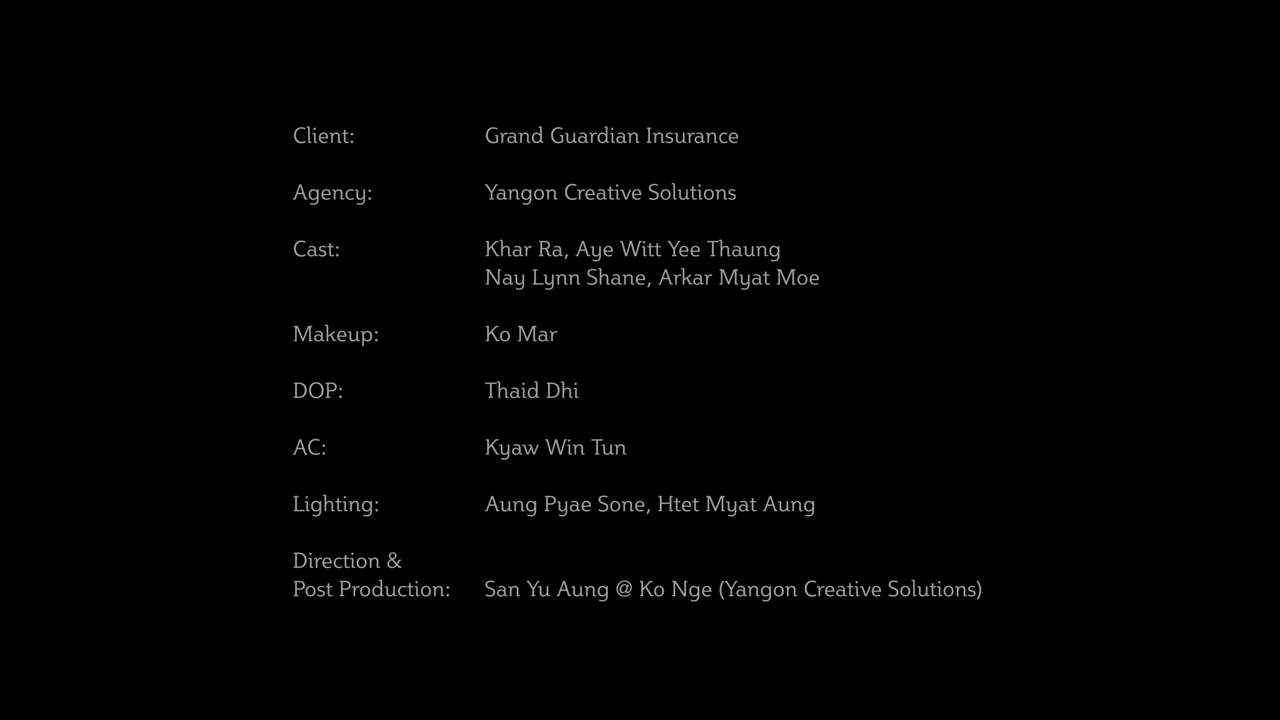 Client: Grand Guardian Insurance
Agency: Yangon Creative Solutions
Cast: Khar Ra, Aye Witt Yee Thaung
Nay Lynn Shane, Arkar Myat Moe
Makeup: Ko Mar
DOP: Thaid Dhi
AC: Kyaw Win Tun
Lighting: Aung Pyae Sone, Htet Myat Aung
Direction &
Post Production: San Yu Aung @ Ko Nge (Yangon Creative Solutions)